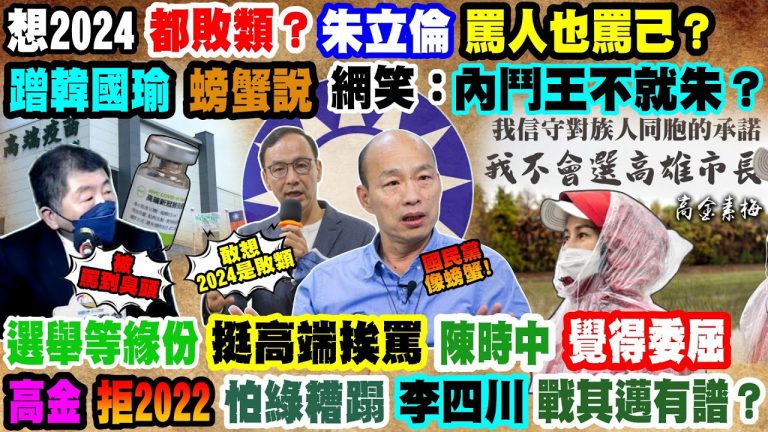 想2024 都敗類？朱立倫 罵人也罵己？
蹭韓國瑜 螃蟹說 網笑：內鬥王不就朱？
高端疫苗
我信守對族人同胞的承諾
我不會選高雄市長
高金素梅
被
罵到臭頭
敢想
2024是敗類
國民黨
像螃蟹！
選舉等緣份 挺高端挨罵 陳時中 覺得委屈
高金 拒2022 怕綠糟蹋 李四川 戰其邁有譜？